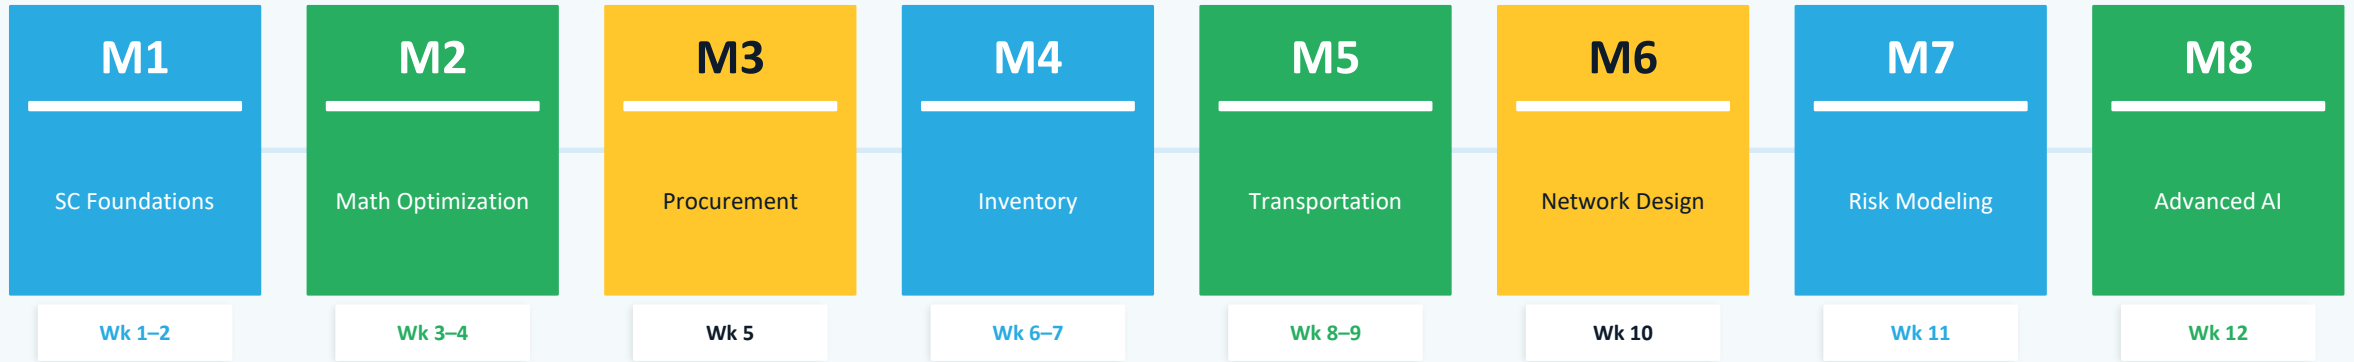 M1
SC Foundations
Wk 1–2
M2
Math Optimization
Wk 3–4
M3
Procurement
Wk 5
M4
Inventory
Wk 6–7
M5
Transportation
Wk 8–9
M6
Network Design
Wk 10
M7
Risk Modeling
Wk 11
M8
Advanced AI
Wk 12